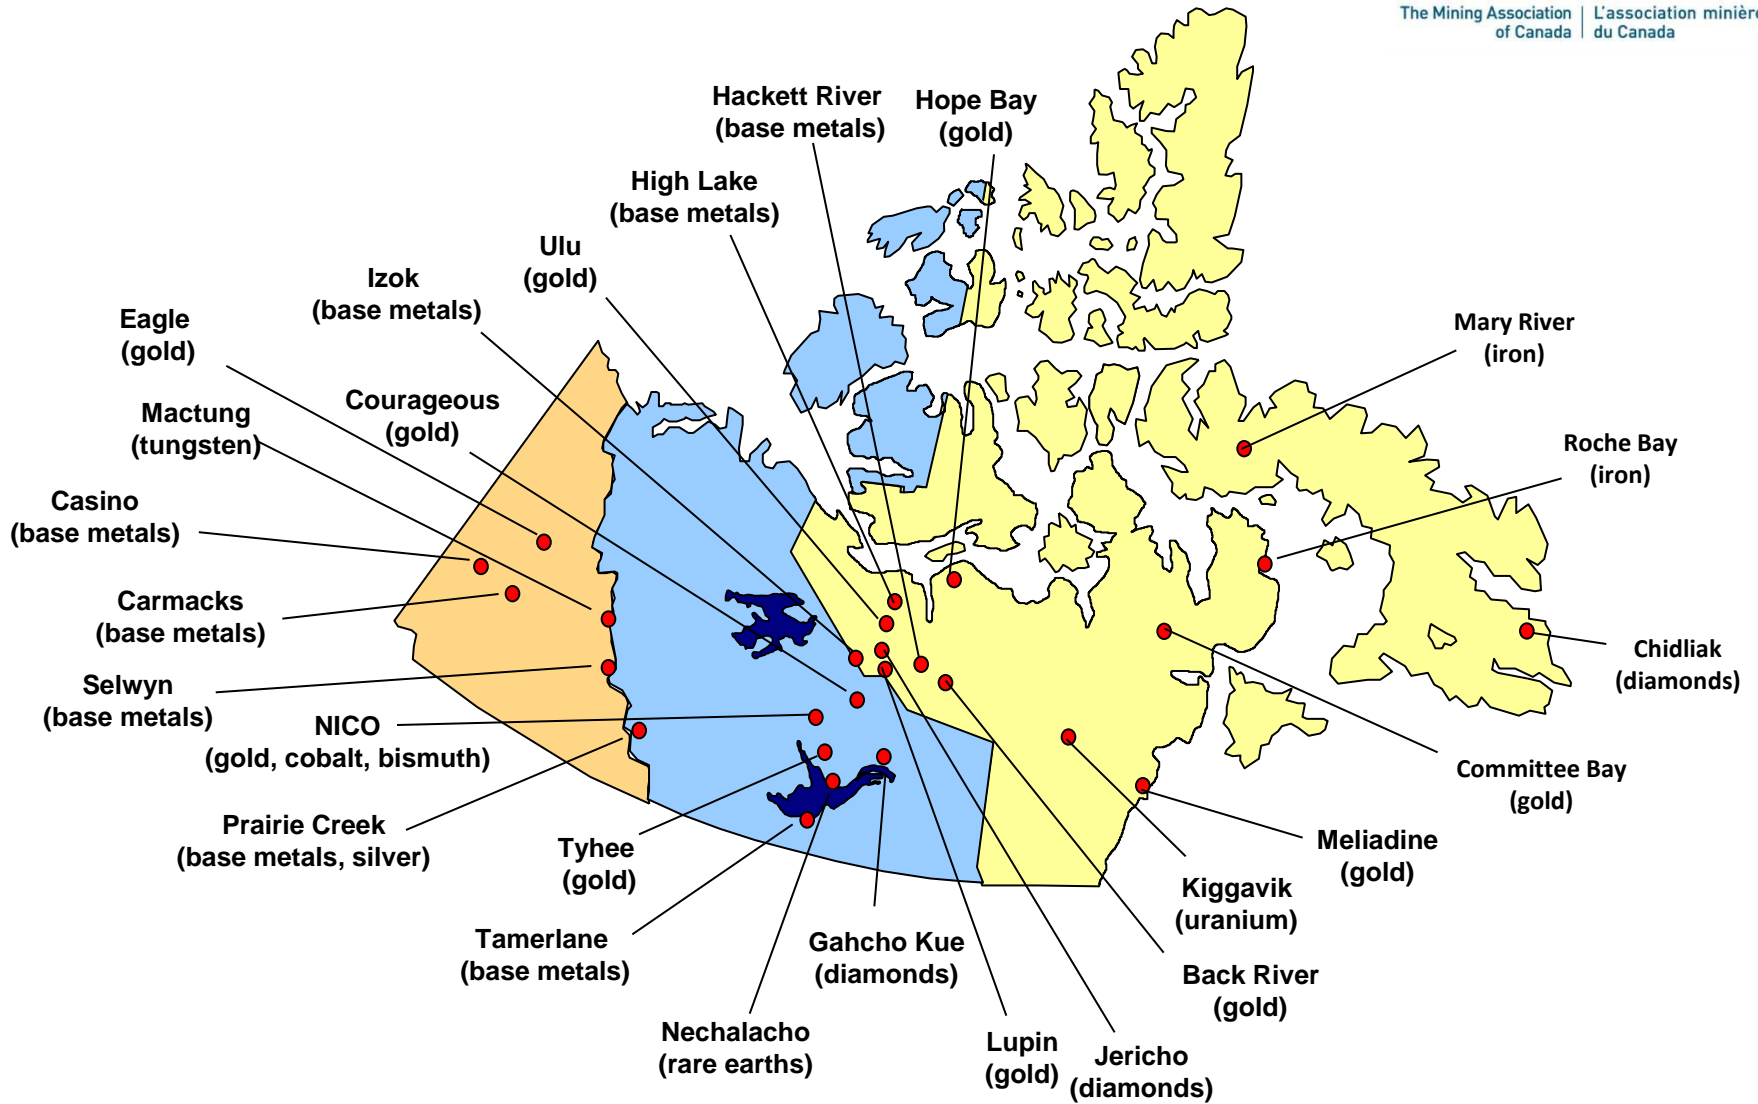 The Mining Association
of Canada
L'association minière
du Canada
Hackett River
(base metals)
Hope Bay
(gold)
High Lake
(base metals)
Ulu
(gold)
Izok
(base metals)
Eagle
(gold)
Mary River
(iron)
Courageous
(gold)
Mactung
(tungsten)
Roche Bay
(iron)
Casino
(base metals)
Carmacks
(base metals)
Chidliak
(diamonds)
Selwyn
(base metals)
NICO
(gold, cobalt, bismuth)
Committee Bay
(gold)
Prairie Creek
(base metals, silver)
Tyhee
(gold)
Meliadine
(gold)
Kiggavik
(uranium)
Tamerlane
(base metals)
Gahcho Kue
(diamonds)
Back River
(gold)
Nechalacho
(rare earths)
Lupin
(gold)
Jericho
(diamonds)